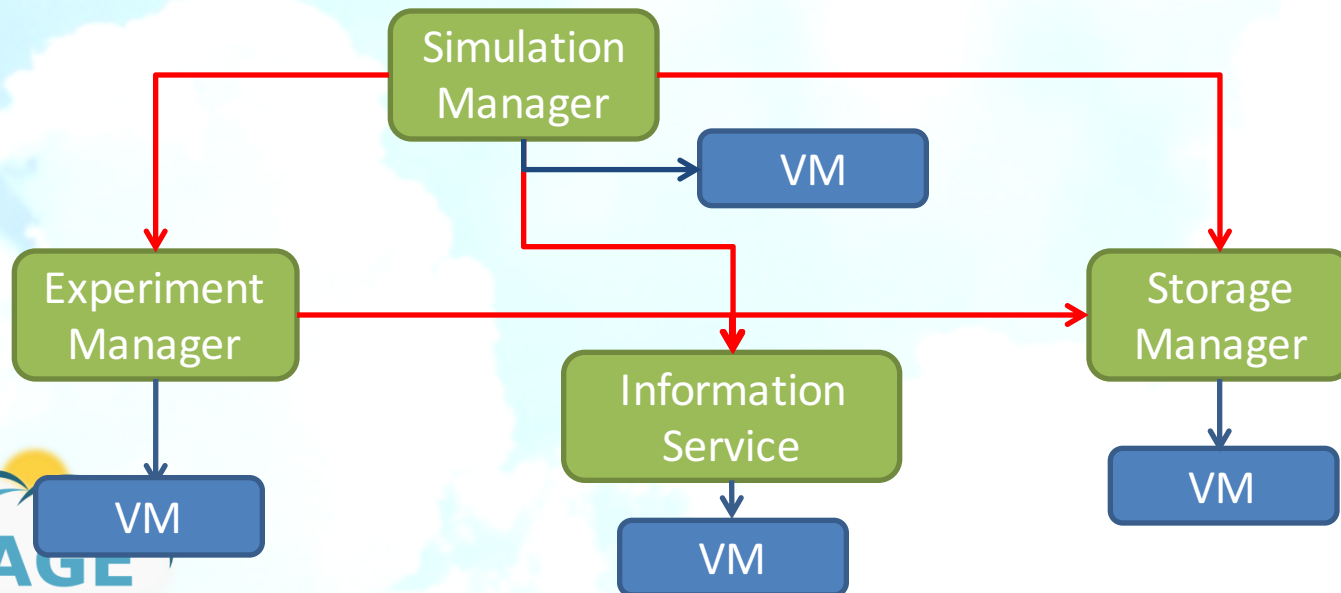 Simulation
Manager
VM
Experiment
Manager
Storage
Manager
Information
Service
VM
VM
VM
AGE